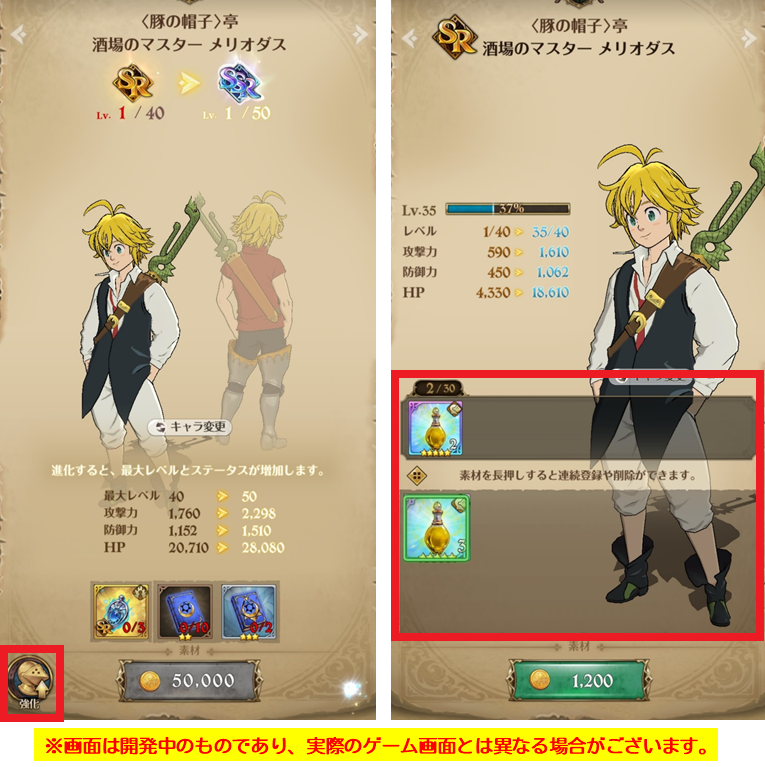 〈豚の帽子〉亭
酒場のマスター メリオダス
SR
SSR
Lv. 1 / 40
Lv. 1 / 50
キャラ変更
進化すると、最大レベルとステータスが増加します。
最大レベル 40 50
攻撃力 1,760 2,298
防御力 1,152 1,510
HP 20,710 28,080
SR 0/3
0/10
0/2
素材
強化
50,000
〈豚の帽子〉亭
SR 酒場のマスター メリオダス
Lv.35 37%
レベル 1/40 35/40
攻撃力 590 1,610
防御力 450 1,062
HP 4,330 18,610
キャラ変更
2/30
2
素材を長押しすると連続登録や削除ができます。
素材
1,200
※画面は開発中のものであり、実際のゲーム画面とは異なる場合がございます。